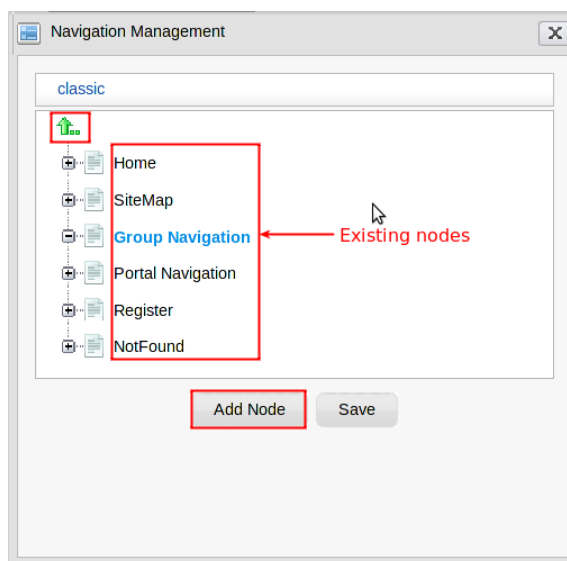 Navigation Management
classic
Home
SiteMap
Group Navigation
Existing nodes
Portal Navigation
Register
NotFound
Add Node
Save